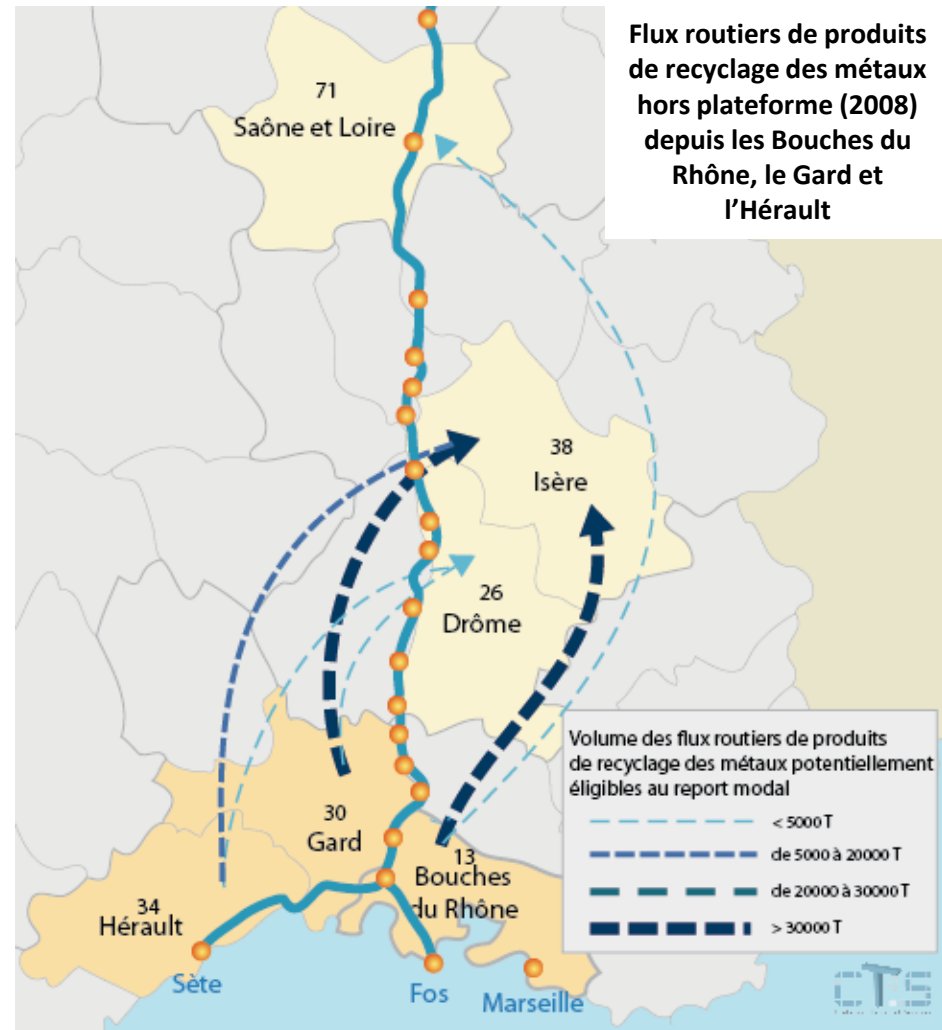 Flux routiers de produits
de recyclage des métaux
hors plateforme (2008)
depuis les Bouches du
Rhône, le Gard et
l’Hérault
71
Saône et Loire
38
Isère
26
Drôme
30
Gard
13
Bouches
du Rhône
34
Hérault
Sète
Fos
Marseille
Volume des flux routiers de produits
de recyclage des métaux potentiellement
éligibles au report modal
< 5000 T
de 5000 à 20000 T
de 20000 à 30000 T
> 30000 T
CTS